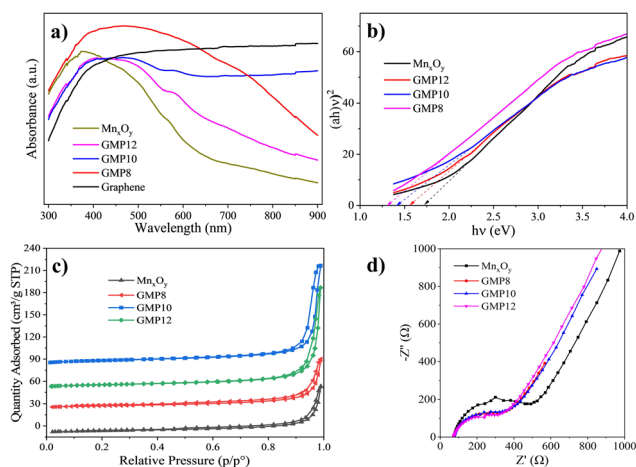 a)
Absorbance (a.u.)
MnxOy
GMP12
GMP10
GMP8
Graphene
300 400 500 600 700 800 900
Wavelength (nm)
b)
(ah)ν)²
80
60
40
20
0
MnxOy
GMP12
GMP10
GMP8
1.0 1.5 2.0 2.5 3.0 3.5 4.0
hν (eV)
c)
Quantity Adsorbed (cm³/g STP)
240
210
180
150
120
90
60
30
0
MnxOy
GMP8
GMP10
GMP12
0.0 0.2 0.4 0.6 0.8 1.0
Relative Pressure (p/p°)
d)
-Z'' (Ω)
1000
800
600
400
200
0
MnxOy
GMP8
GMP10
GMP12
0 200 400 600 800 1000
Z' (Ω)